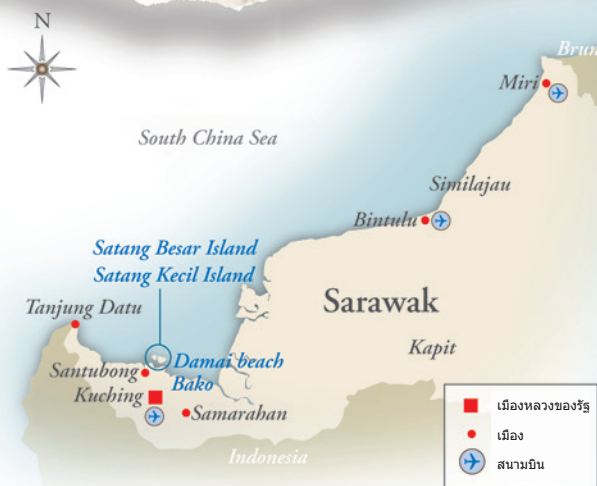 N
Brun
Miri
South China Sea
Similajau
Bintulu
Satang Besar Island
Satang Kecil Island
Sarawak
Tanjung Datu
Kapit
Damai beach
Santubong
Bako
Kuching
Samarahan
Indonesia
เมืองหลวงของรัฐ
เมือง
สนามบิน